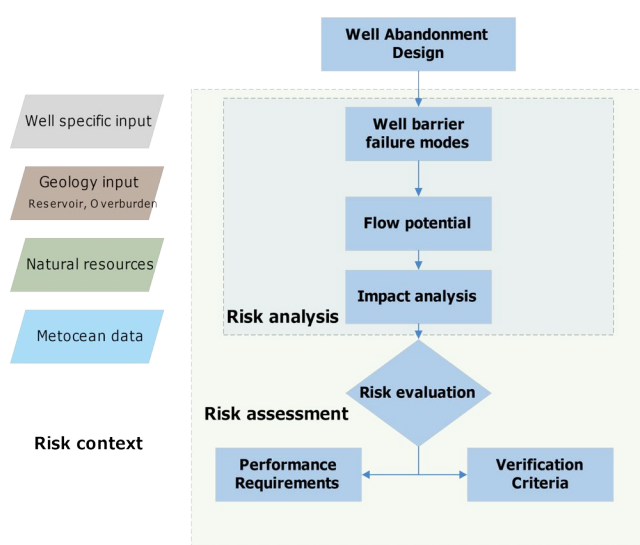 Well Abandonment
Design
Well specific input
Geology input
Reservoir, Overburden
Natural resources
Metocean data
Risk context
Well barrier
failure modes
Flow potential
Impact analysis
Risk analysis
Risk evaluation
Risk assessment
Performance
Requirements
Verification
Criteria